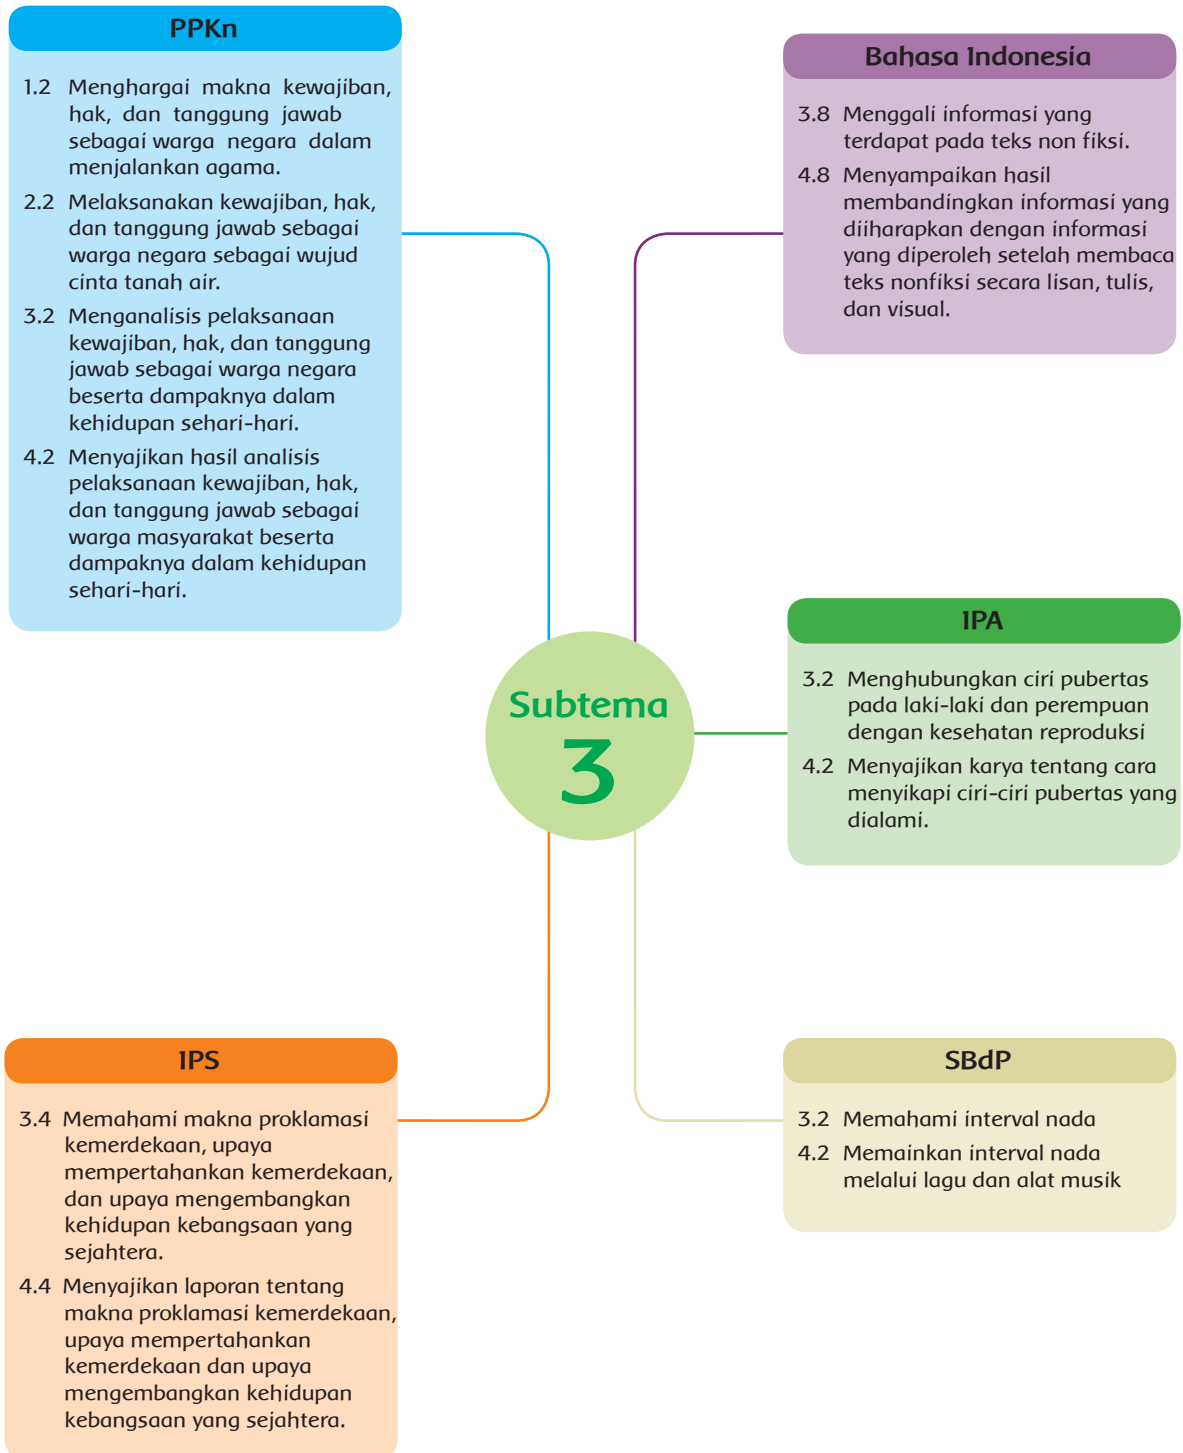 PPKn
1.2 Menghargai makna kewajiban,
hak, dan tanggung jawab
sebagai warga negara dalam
menjalankan agama.
2.2 Melaksanakan kewajiban, hak,
dan tanggung jawab sebagai
warga negara sebagai wujud
cinta tanah air.
3.2 Menganalisis pelaksanaan
kewajiban, hak, dan tanggung
jawab sebagai warga negara
beserta dampaknya dalam
kehidupan sehari-hari.
4.2 Menyajikan hasil analisis
pelaksanaan kewajiban, hak,
dan tanggung jawab sebagai
warga masyarakat beserta
dampaknya dalam kehidupan
sehari-hari.
Bahasa Indonesia
3.8 Menggali informasi yang
terdapat pada teks non fiksi.
4.8 Menyampaikan hasil
membandingkan informasi yang
diiharapkan dengan informasi
yang diperoleh setelah membaca
teks nonfiksi secara lisan, tulis,
dan visual.
Subtema
3
IPA
3.2 Menghubungkan ciri pubertas
pada laki-laki dan perempuan
dengan kesehatan reproduksi
4.2 Menyajikan karya tentang cara
menyikapi ciri-ciri pubertas yang
dialami.
IPS
3.4 Memahami makna proklamasi
kemerdekaan, upaya
mempertahankan kemerdekaan,
dan upaya mengembangkan
kehidupan kebangsaan yang
sejahtera.
4.4 Menyajikan laporan tentang
makna proklamasi kemerdekaan,
upaya mempertahankan
kemerdekaan dan upaya
mengembangkan kehidupan
kebangsaan yang sejahtera.
SBdP
3.2 Memahami interval nada
4.2 Memainkan interval nada
melalui lagu dan alat musik